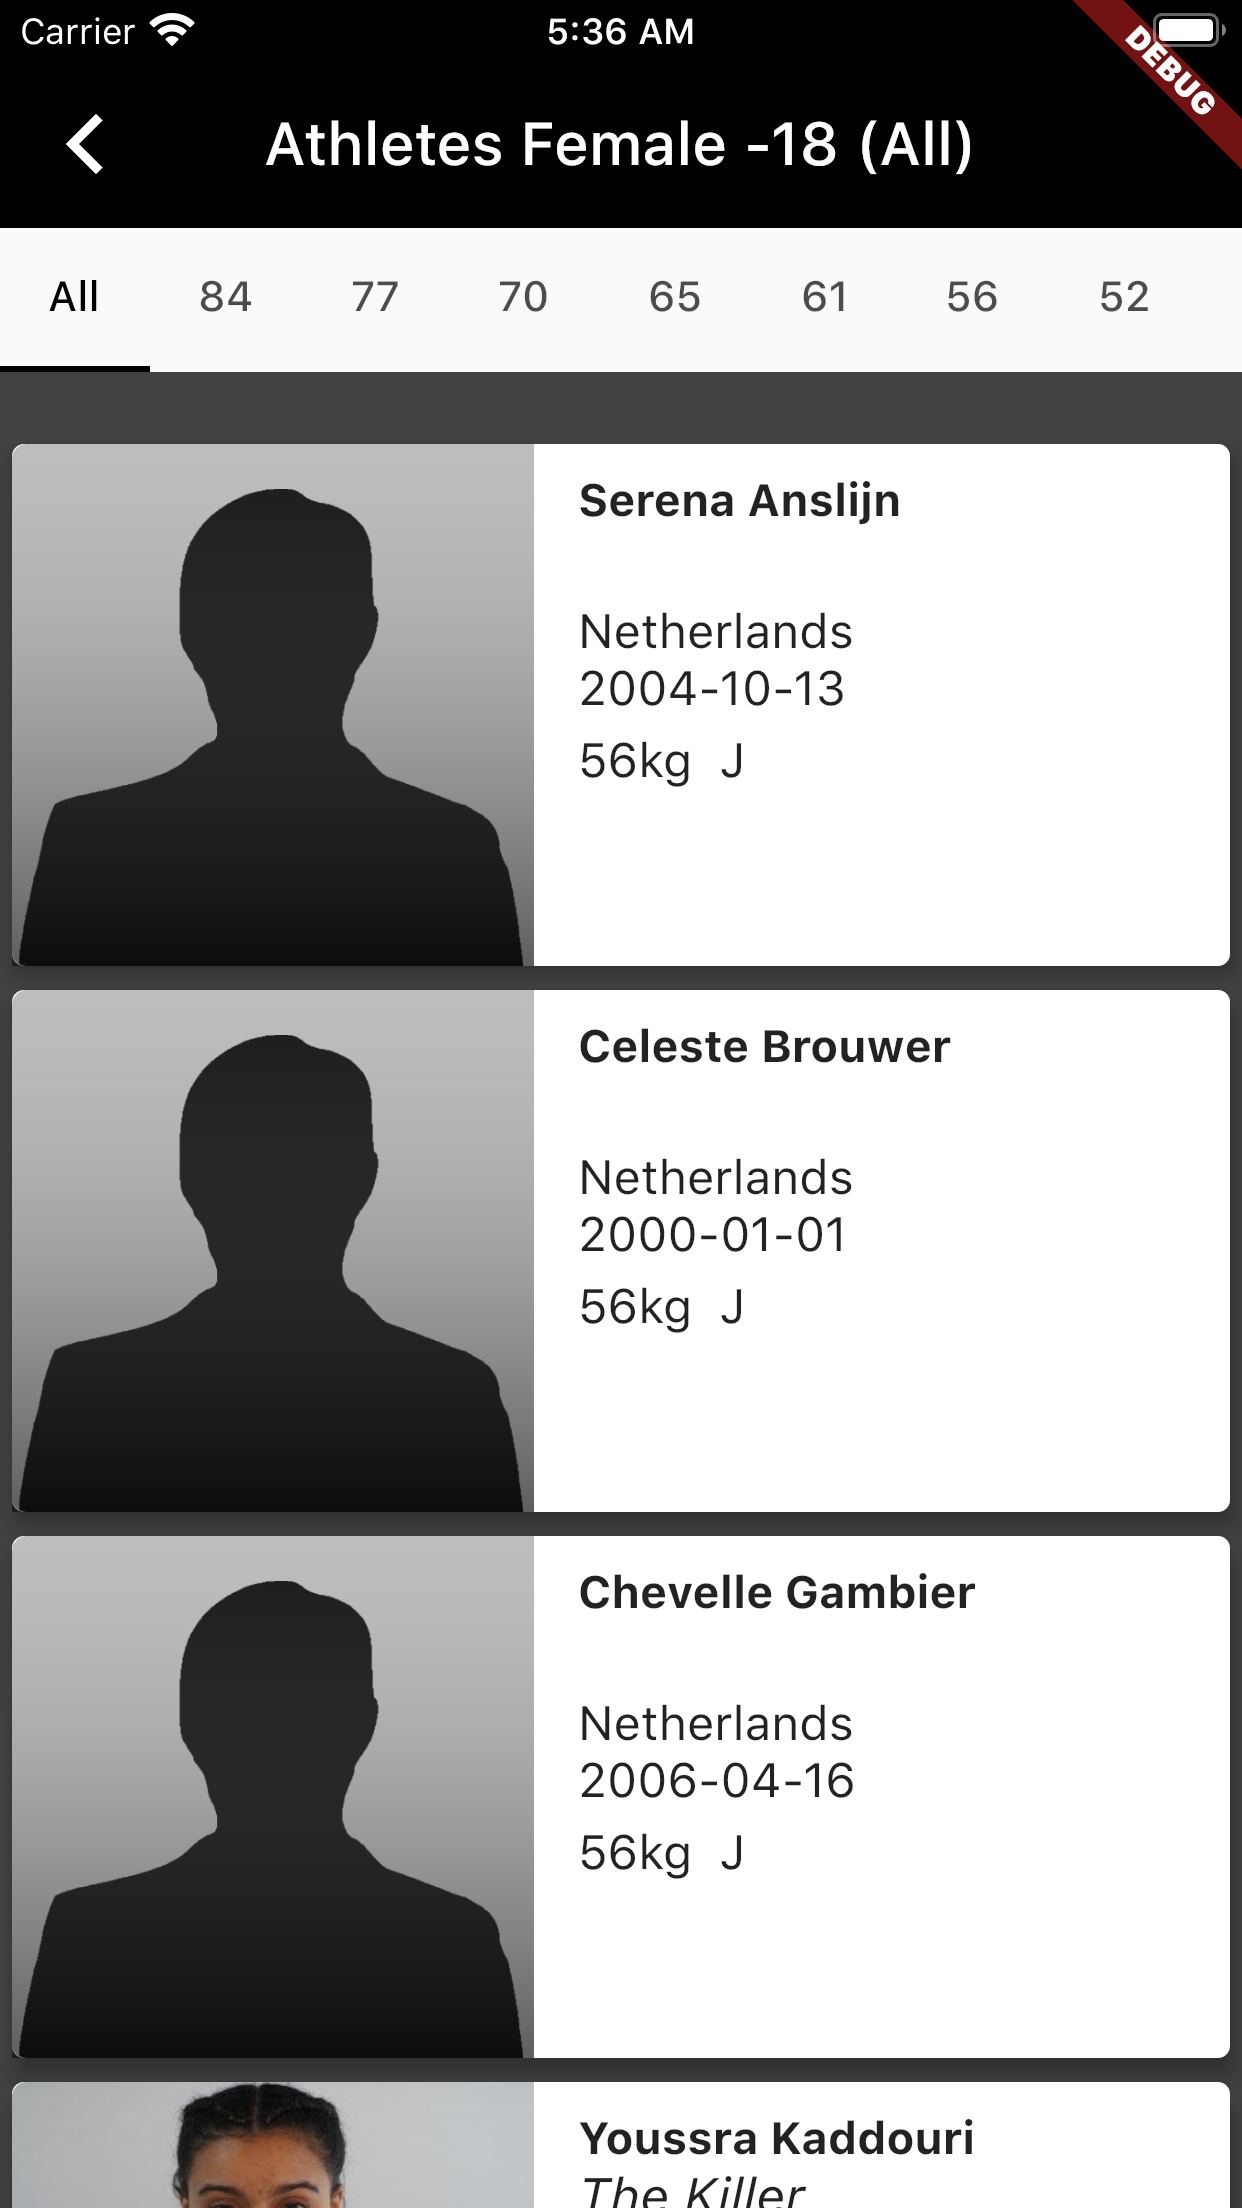 Carrier 5:36 AM
DEBUG
Athletes Female -18 (All)
All 84 77 70 65 61 56 52
Serena Anslijn
Netherlands
2004-10-13
56kg J
Celeste Brouwer
Netherlands
2000-01-01
56kg J
Chevelle Gambier
Netherlands
2006-04-16
56kg J
Youssra Kaddouri
The Killer